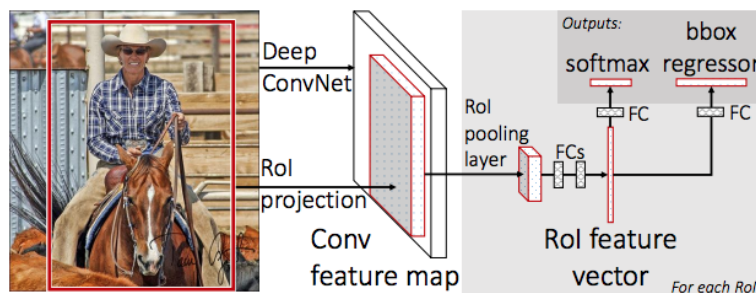 Deep
ConvNet
RoI
projection
Conv
feature map
RoI
pooling
layer
FCs
RoI feature
vector
Outputs:
softmax
bbox
regressor
FC
FC
For each RoI